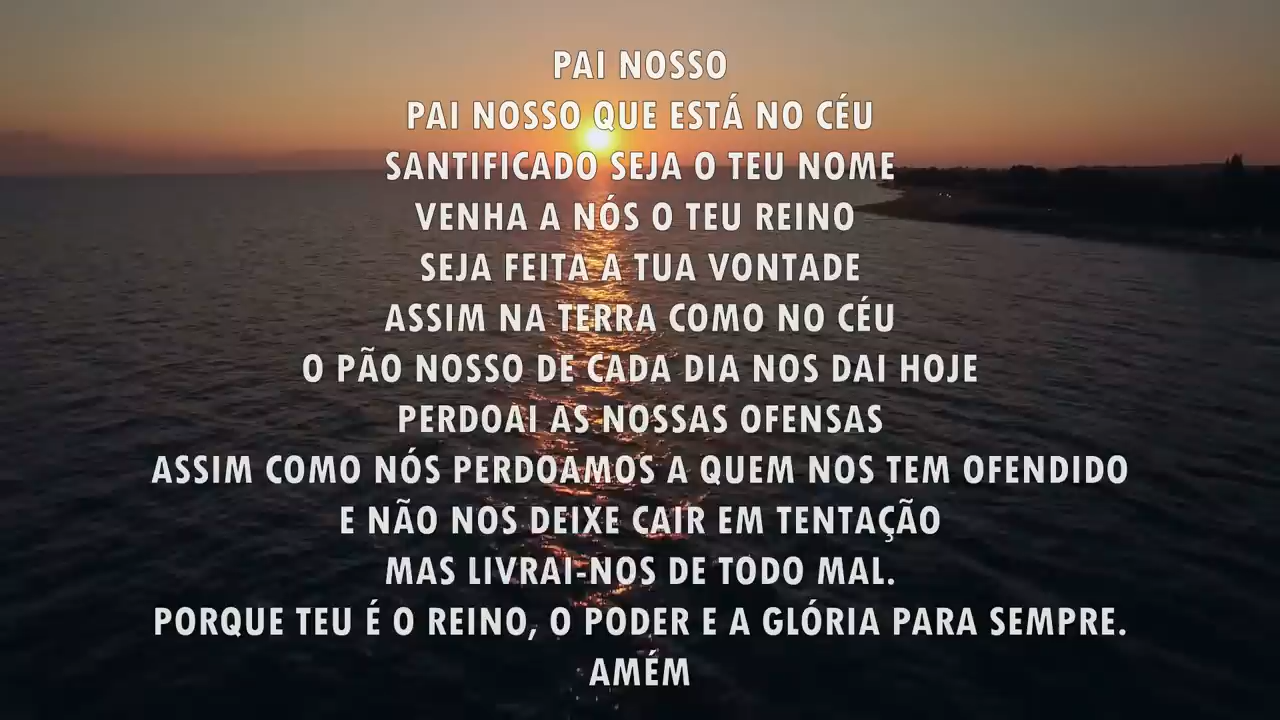 PAI NOSSO
PAI NOSSO QUE ESTÁ NO CÉU
SANTIFICADO SEJA O TEU NOME
VENHA A NÓS O TEU REINO
SEJA FEITA A TUA VONTADE
ASSIM NA TERRA COMO NO CÉU
O PÃO NOSSO DE CADA DIA NOS DAI HOJE
PERDOAI AS NOSSAS OFENSAS
ASSIM COMO NÓS PERDOAMOS A QUEM NOS TEM OFENDIDO
E NÃO NOS DEIXE CAIR EM TENTAÇÃO
MAS LIVRAI-NOS DE TODO MAL.
PORQUE TEU É O REINO, O PODER E A GLÓRIA PARA SEMPRE.
AMÉM